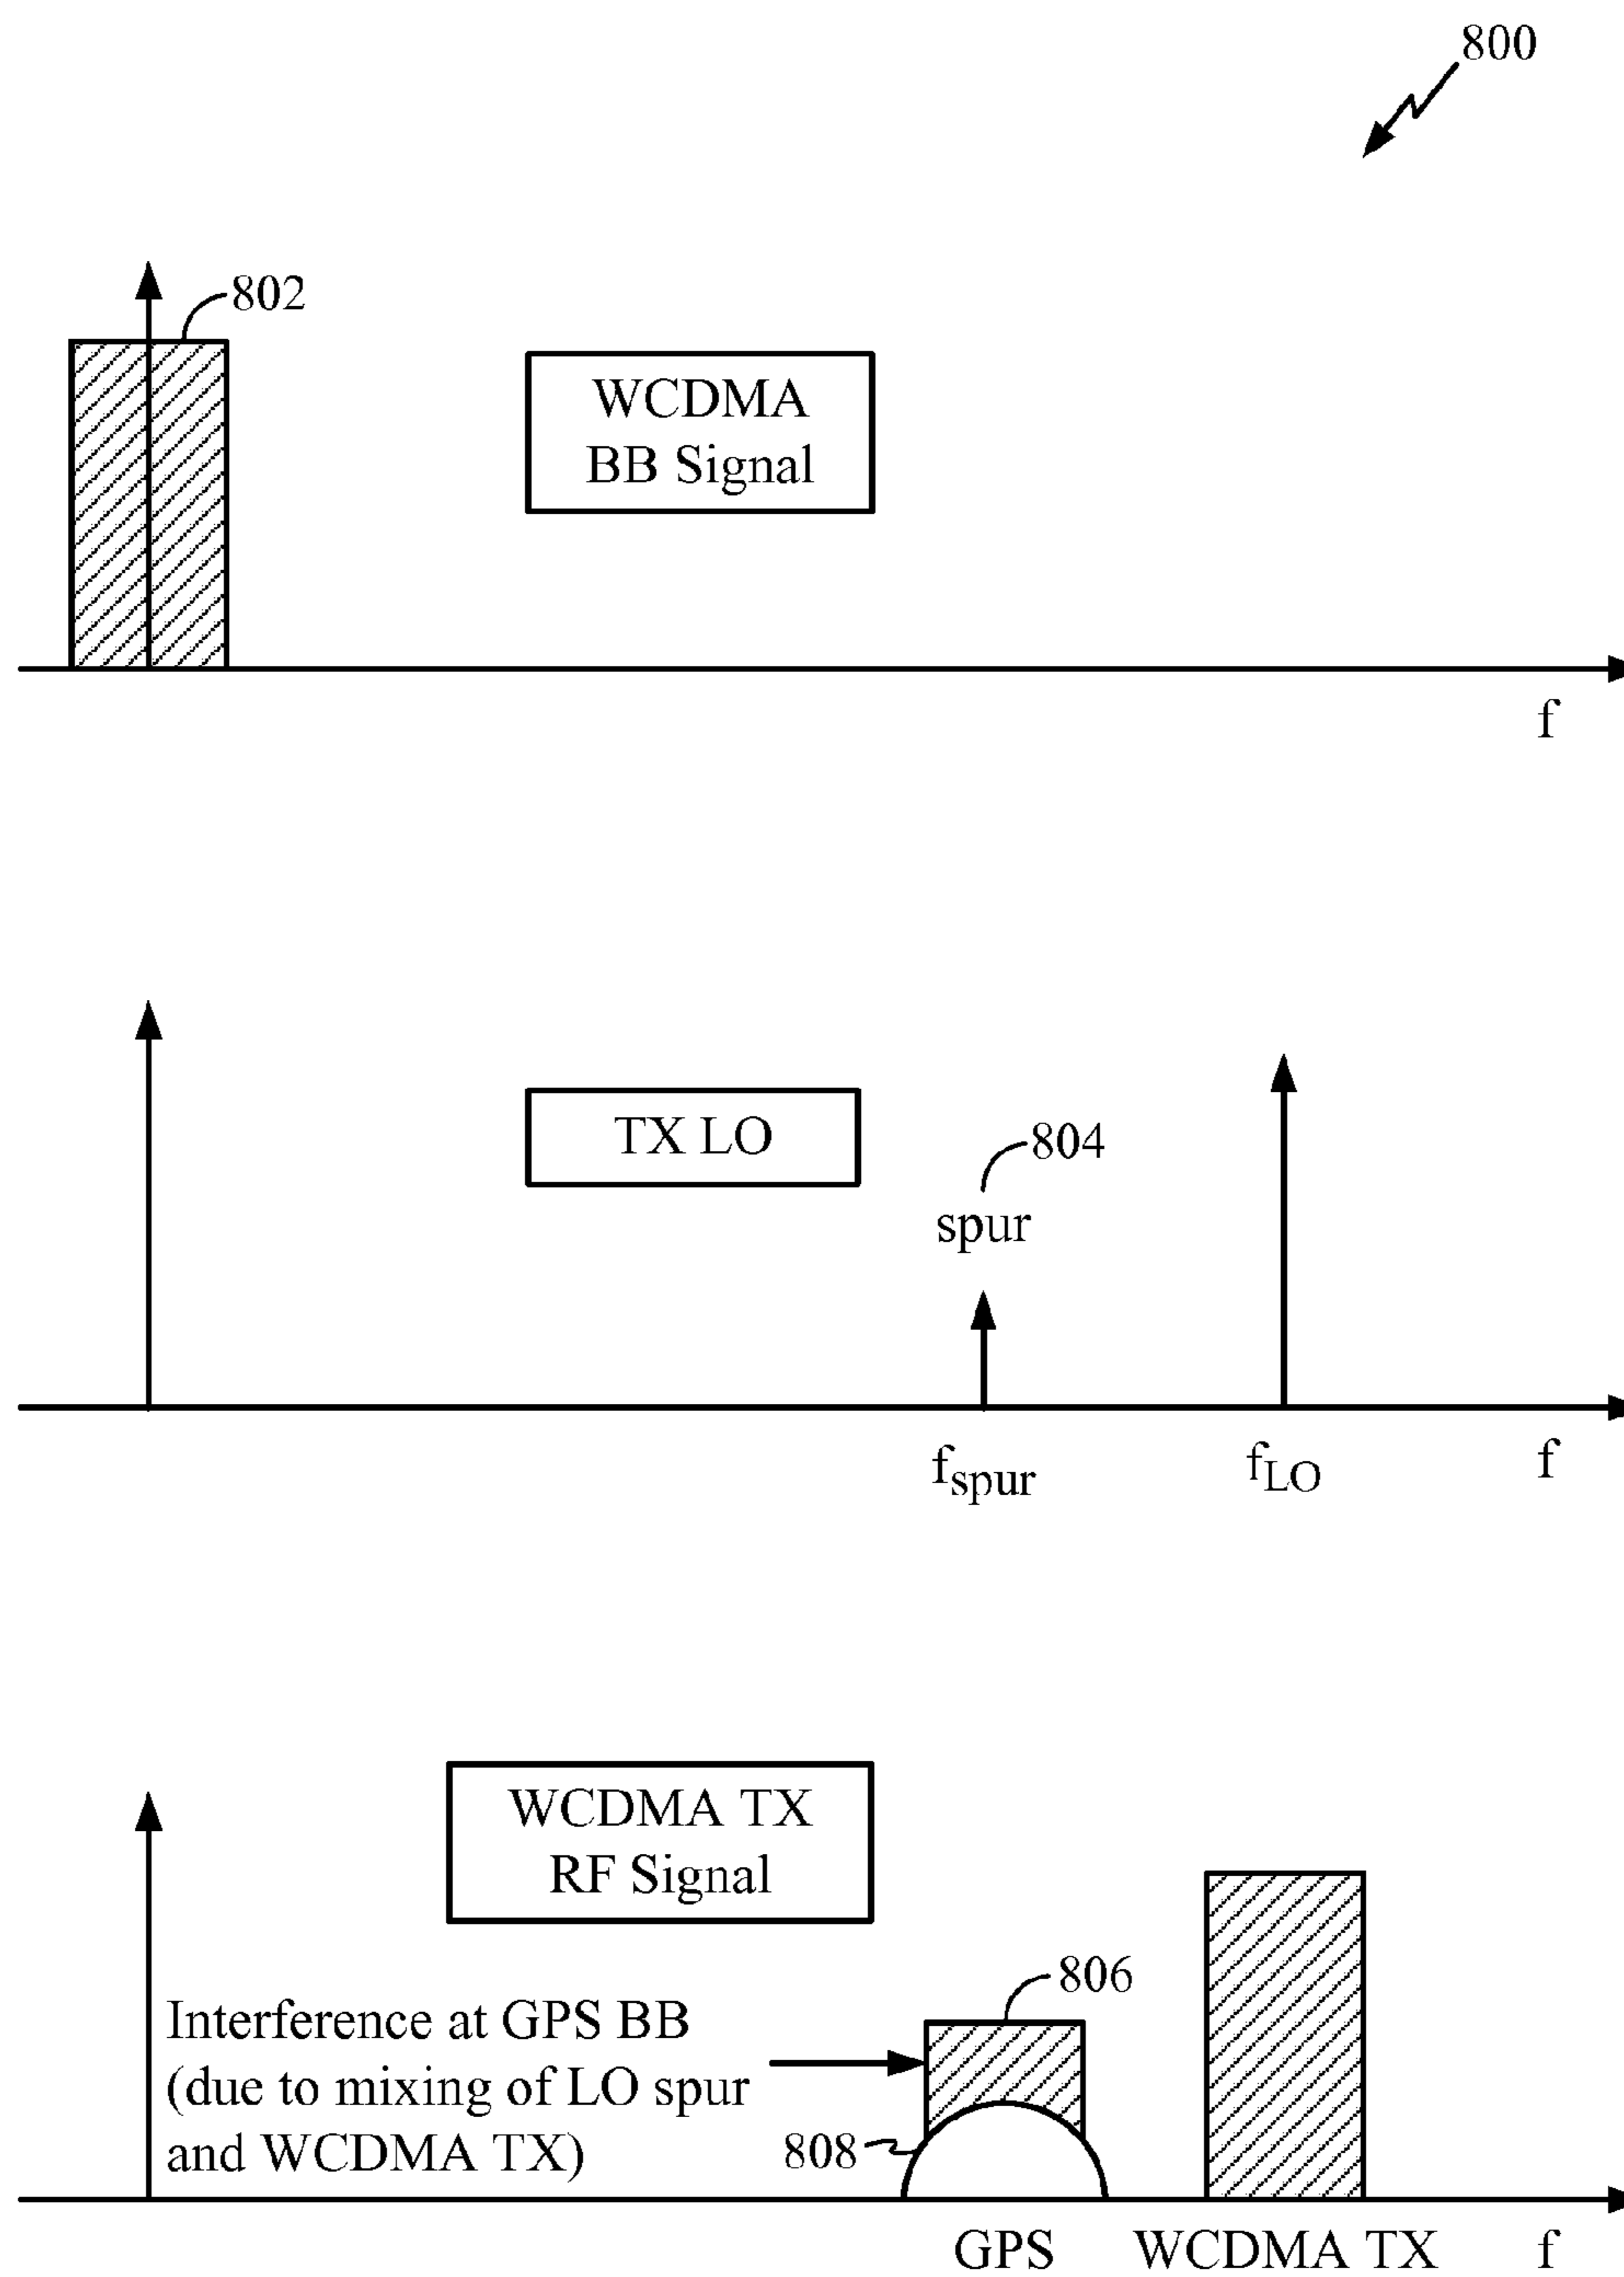 800
802
WCDMA
BB Signal
f
TX LO
804
spur
fspur
fLO
f
WCDMA TX
RF Signal
806
Interference at GPS BB
(due to mixing of LO spur
and WCDMA TX)
808
GPS
WCDMA TX
f